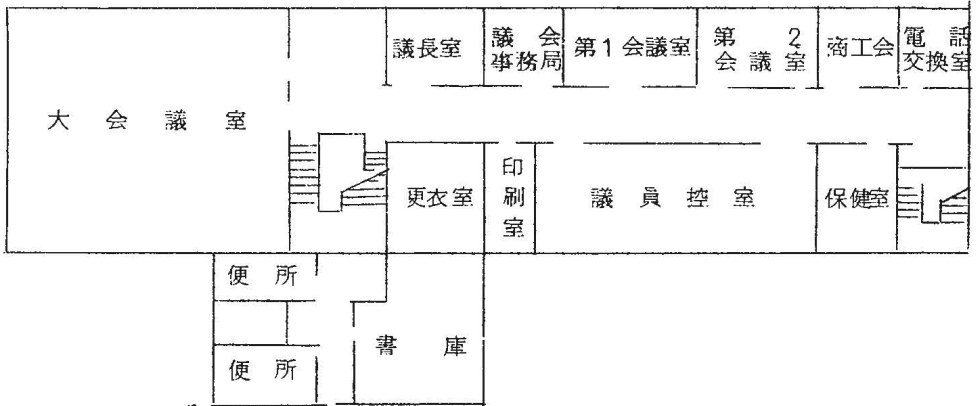 議長室
議会
事務局
第1会議室
第2
会議室
商工会
電話
交換室
大会議室
更衣室
印刷室
議員控室
保健室
便所
書庫
便所